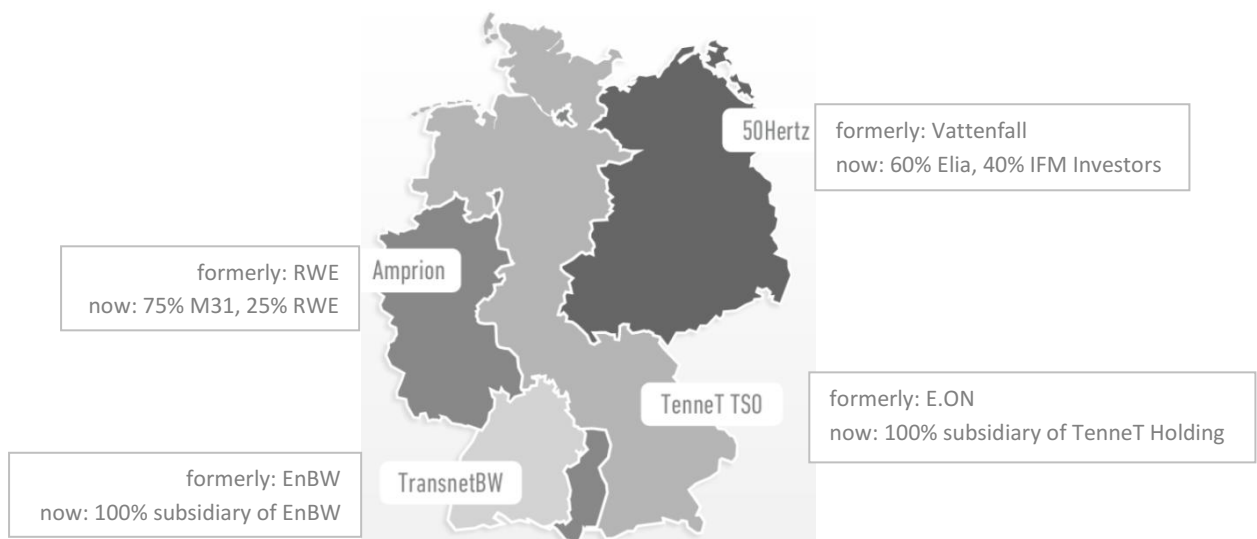 50Hertz
formerly: Vattenfall
now: 60% Elia, 40% IFM Investors
formerly: RWE
now: 75% M31, 25% RWE
Amprion
TenneT TSO
formerly: E.ON
now: 100% subsidiary of TenneT Holding
formerly: EnBW
now: 100% subsidiary of EnBW
TransnetBW